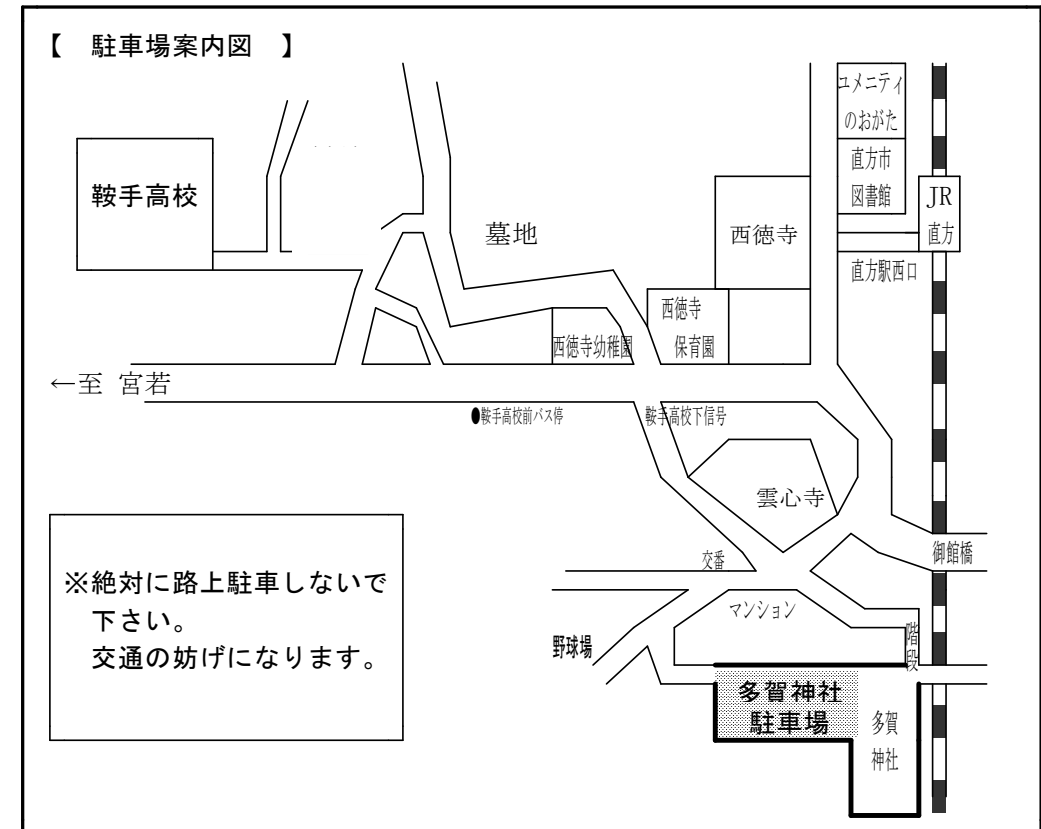 【　駐車場案内図　】
ユメニティ
のおがた
直方市
図書館
JR
直方
直方駅西口
鞍手高校
墓地
西徳寺
西徳寺
保育園
西徳寺幼稚園
←至 宮若
●鞍手高校前バス停
鞍手高校下信号
雲心寺
交番
御館橋
マンション
階段
野球場
※絶対に路上駐車しないで
下さい。
交通の妨げになります。
多賀神社
駐車場
多賀
神社